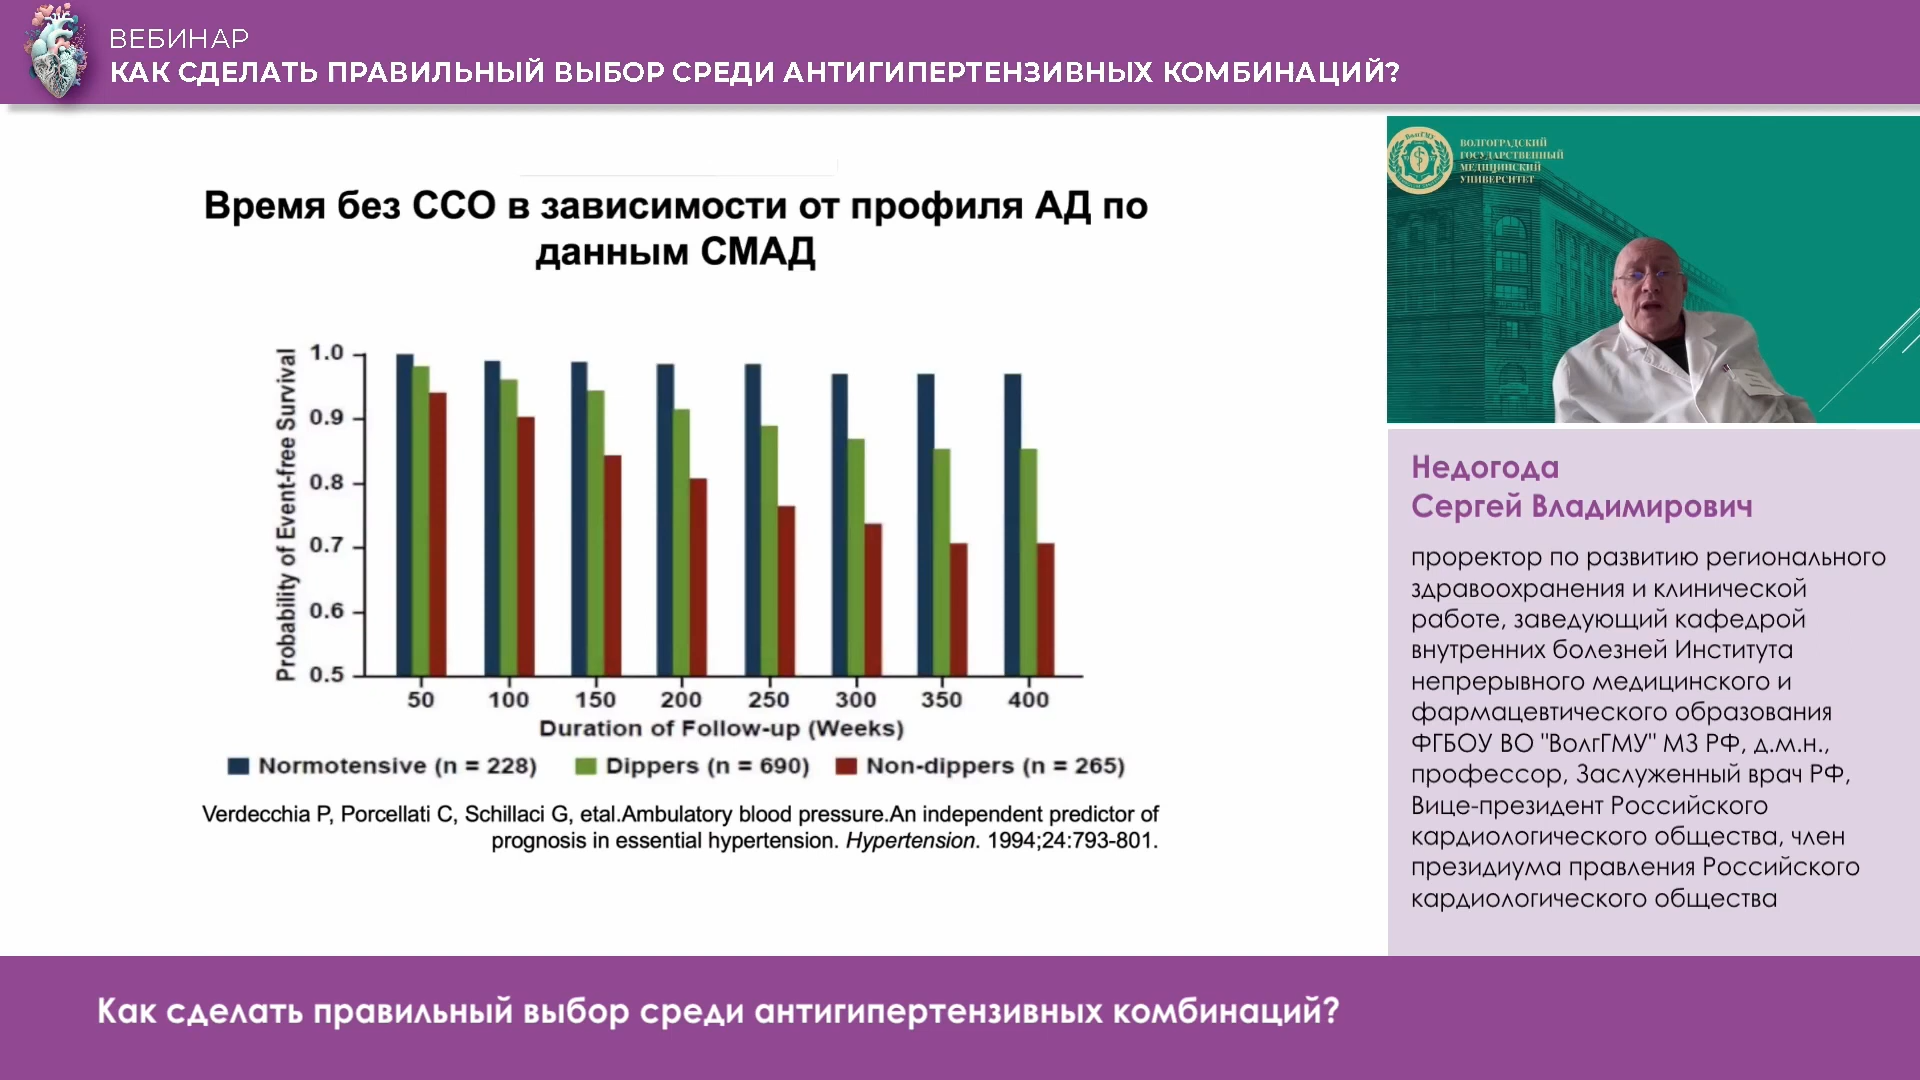 ВЕБИНАР
КАК СДЕЛАТЬ ПРАВИЛЬНЫЙ ВЫБОР СРЕДИ АНТИГИПЕРТЕНЗИВНЫХ КОМБИНАЦИЙ?
Время без ССО в зависимости от профиля АД по
данным СМАД
Probability of Event-free Survival
1.0
0.9
0.8
0.7
0.6
0.5
50 100 150 200 250 300 350 400
Duration of Follow-up (Weeks)
Normotensive (n = 228) Dippers (n = 690) Non-dippers (n = 265)
Verdecchia P, Porcellati C, Schillaci G, etal.Ambulatory blood pressure.An independent predictor of
prognosis in essential hypertension. Hypertension. 1994;24:793-801.
ВолГМУ
ВОЛГОГРАДСКИЙ
ГОСУДАРСТВЕННЫЙ
МЕДИЦИНСКИЙ
УНИВЕРСИТЕТ
Недогода
Сергей Владимирович
проректор по развитию регионального
здравоохранения и клинической
работе, заведующий кафедрой
внутренних болезней Института
непрерывного медицинского и
фармацевтического образования
ФГБОУ ВО "ВолгГМУ" МЗ РФ, д.м.н.,
профессор, Заслуженный врач РФ,
Вице-президент Российского
кардиологического общества, член
президиума правления Российского
кардиологического общества
Как сделать правильный выбор среди антигипертензивных комбинаций?